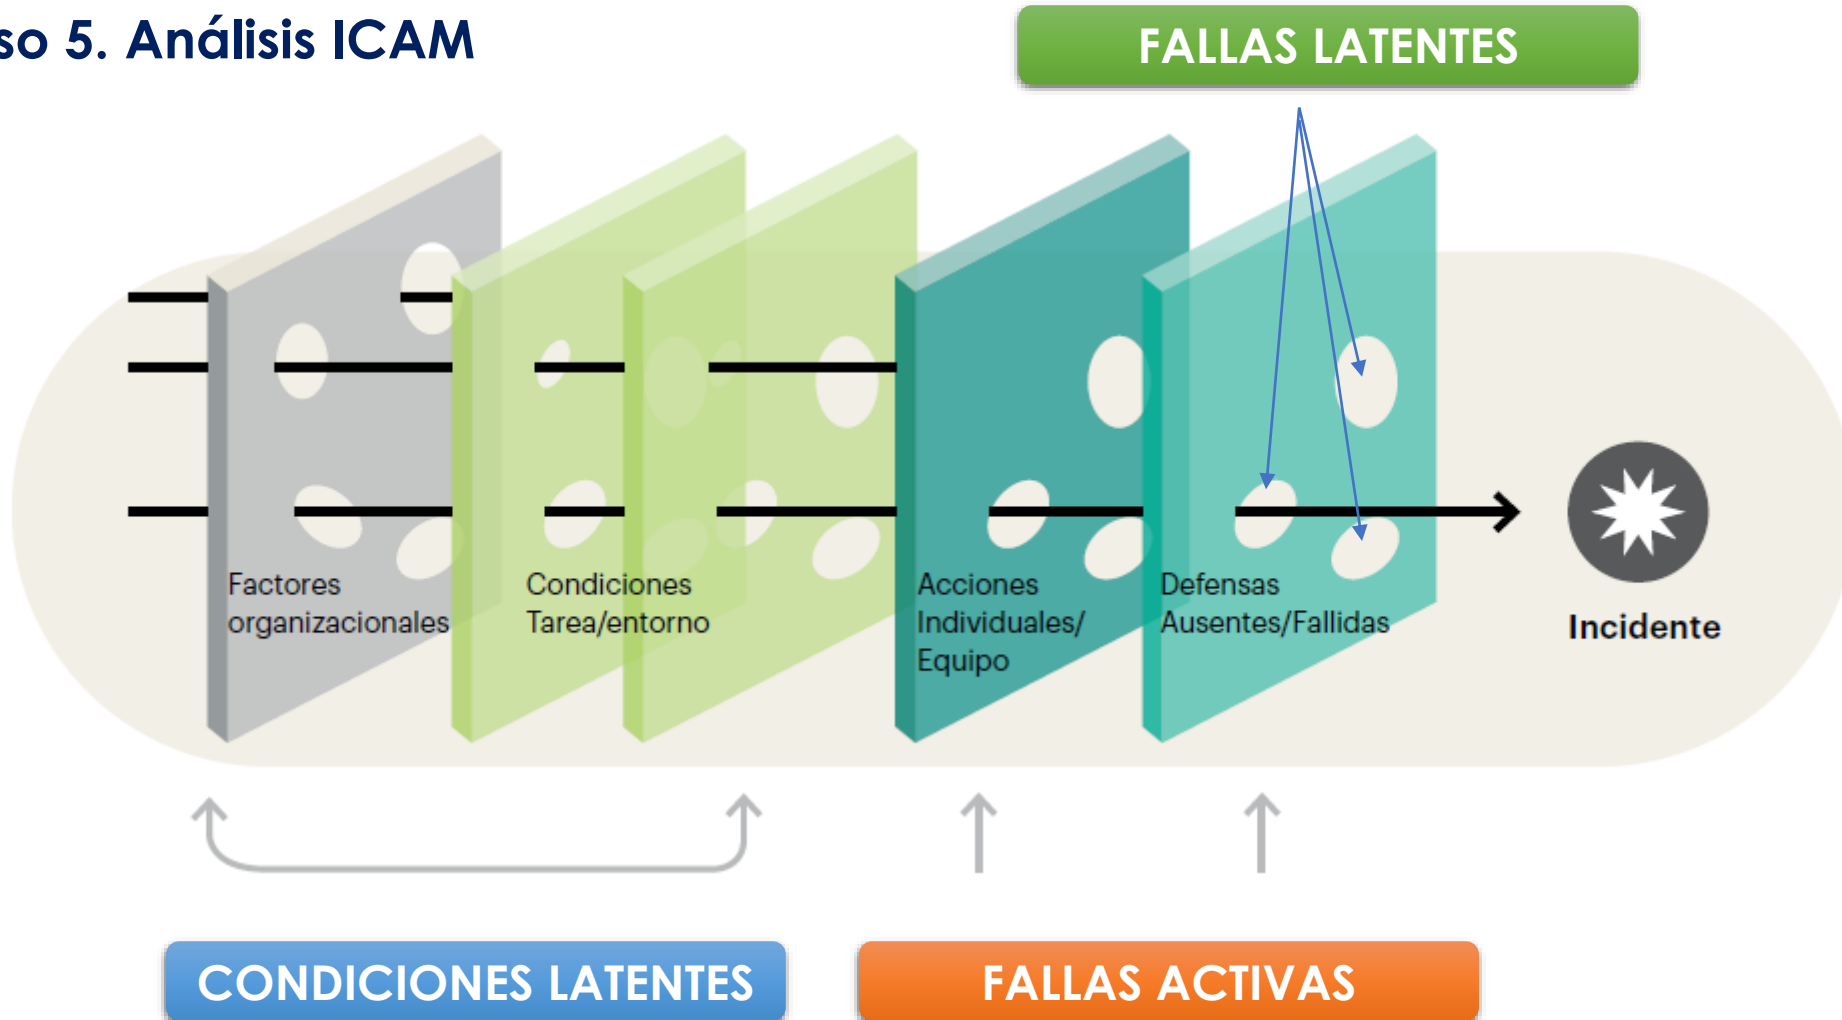 so 5. Análisis ICAM
FALLAS LATENTES
Factores
organizacionales
Condiciones
Tarea/entorno
Acciones
Individuales/
Equipo
Defensas
Ausentes/Fallidas
Incidente
CONDICIONES LATENTES
FALLAS ACTIVAS